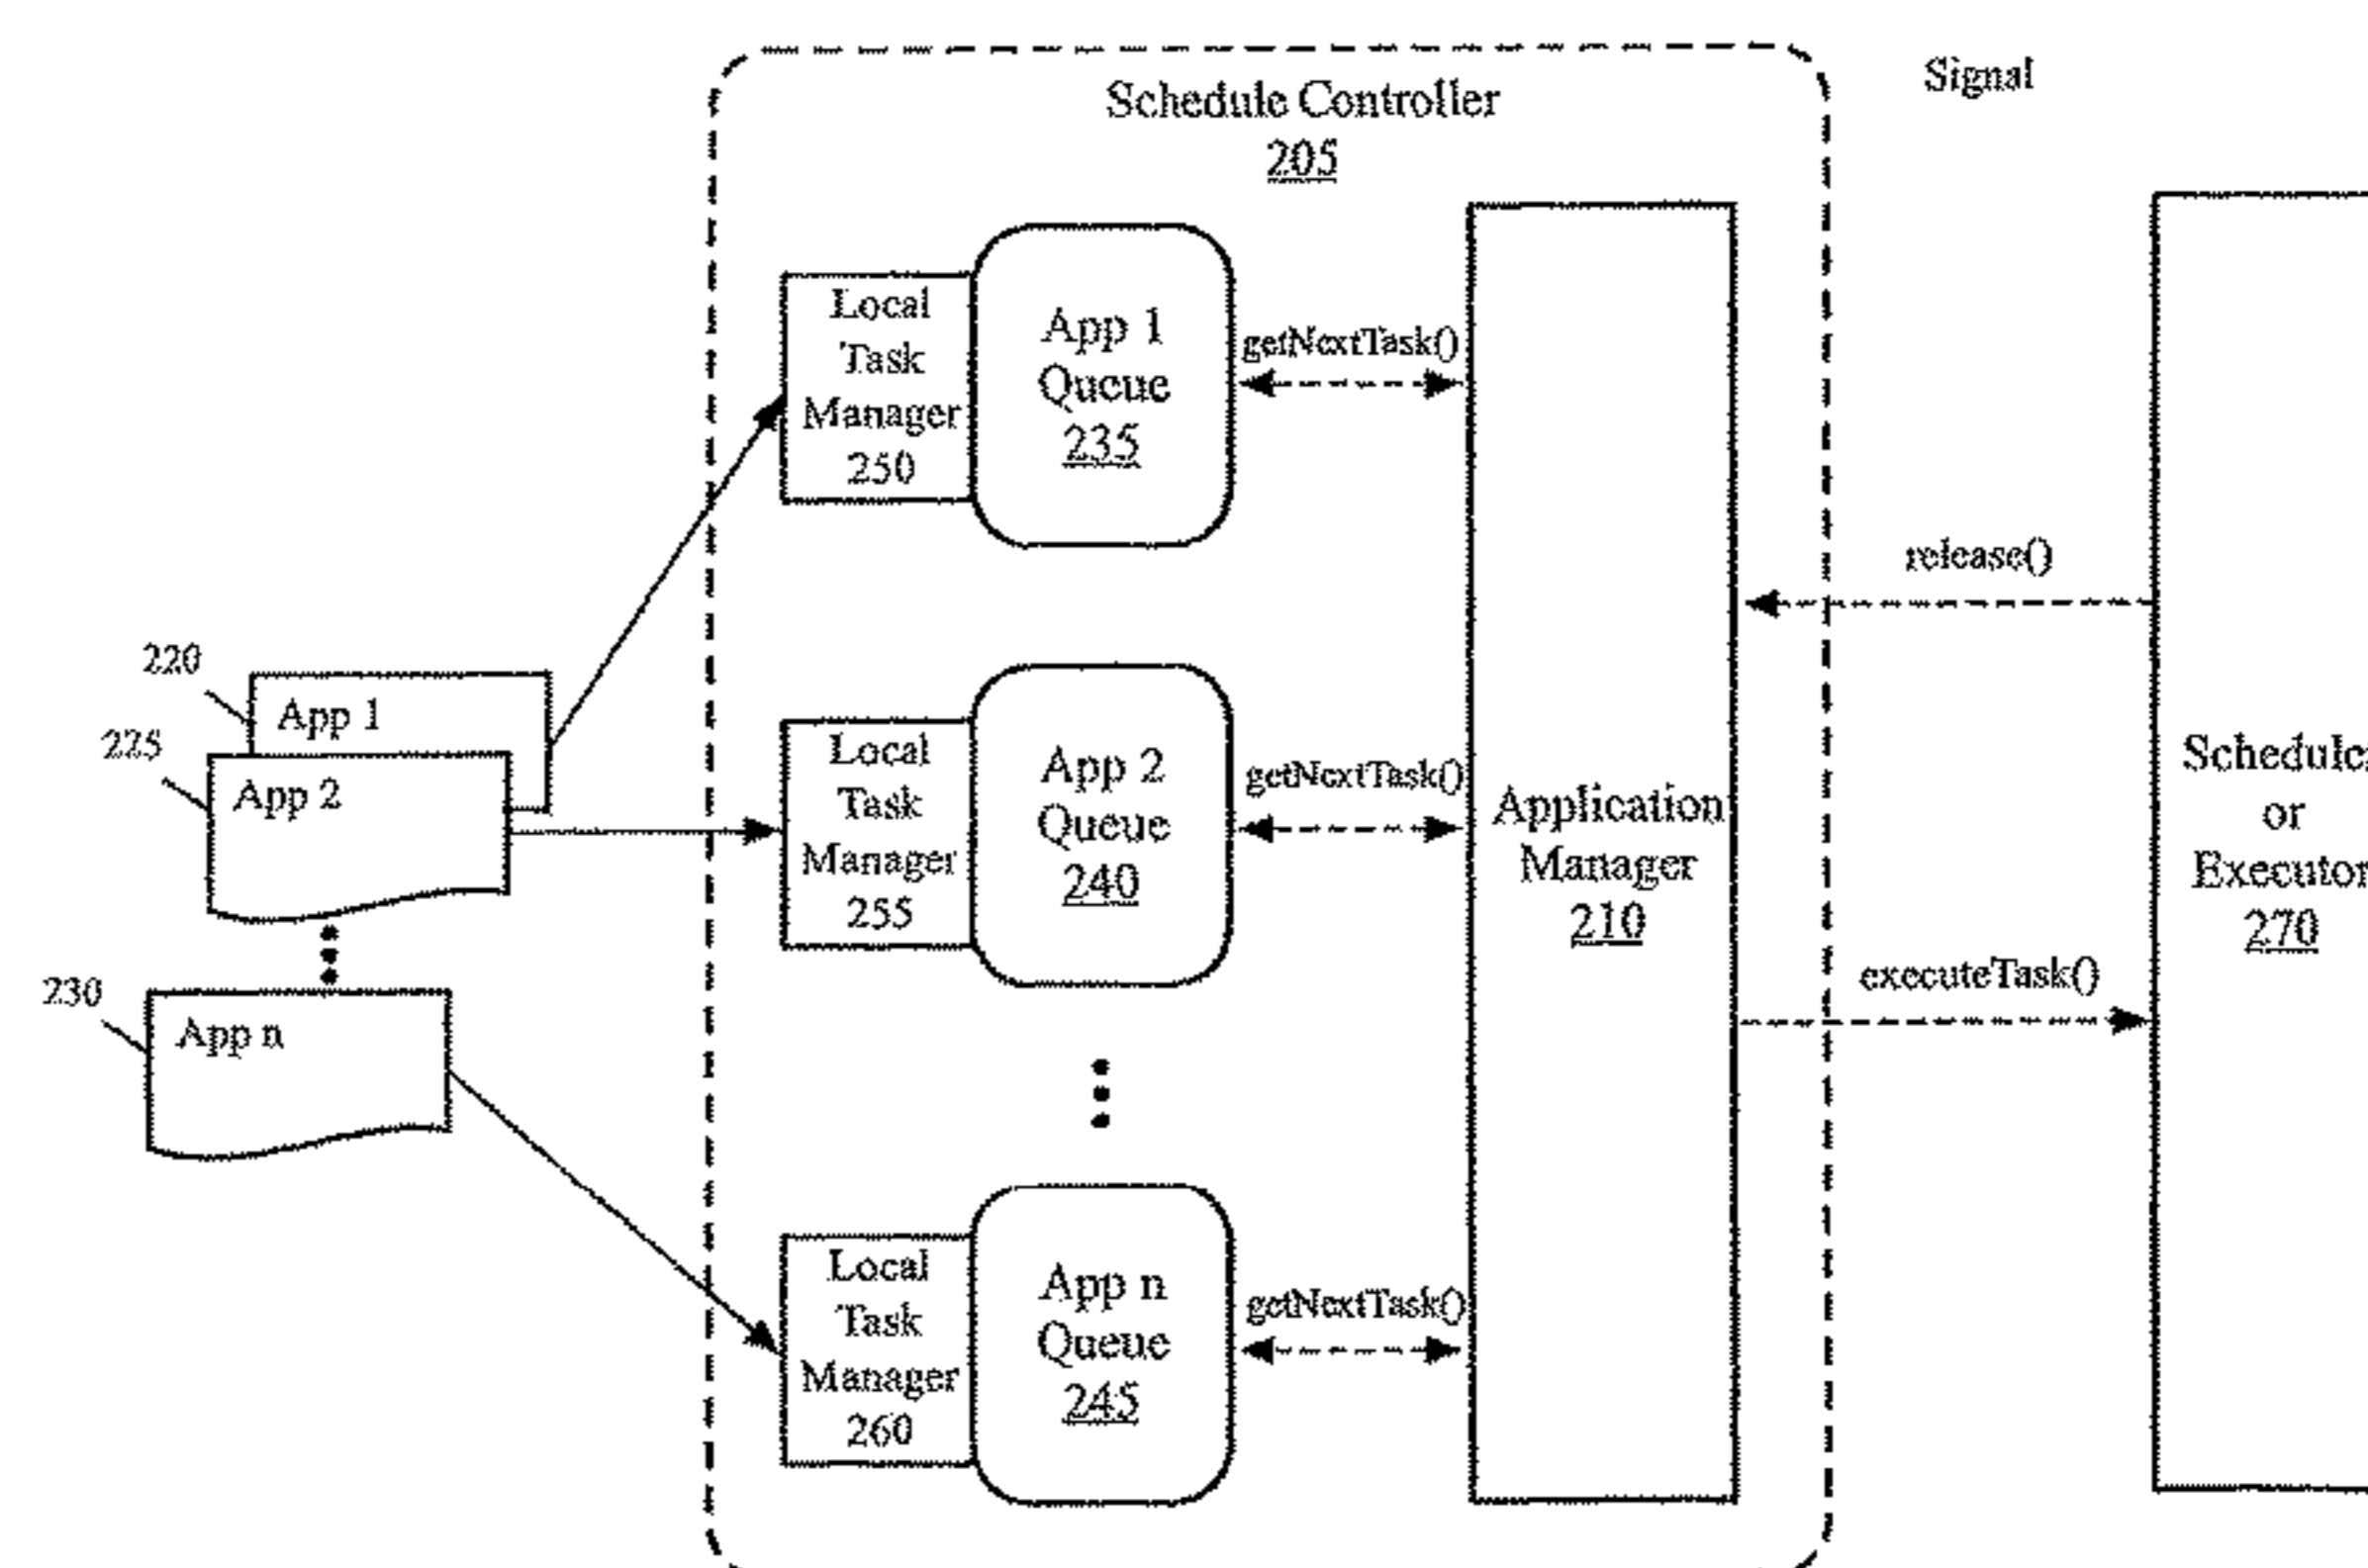 Schedule Controller
205
Signal
Local
Task
Manager
250
App 1
Queue
235
getNextTask()
release()
220
App 1
225
App 2
Local
Task
Manager
255
App 2
Queue
240
getNextTask()
Application
Manager
210
Scheduler
or
Executor
270
executeTask()
230
App n
Local
Task
Manager
260
App n
Queue
245
getNextTask()